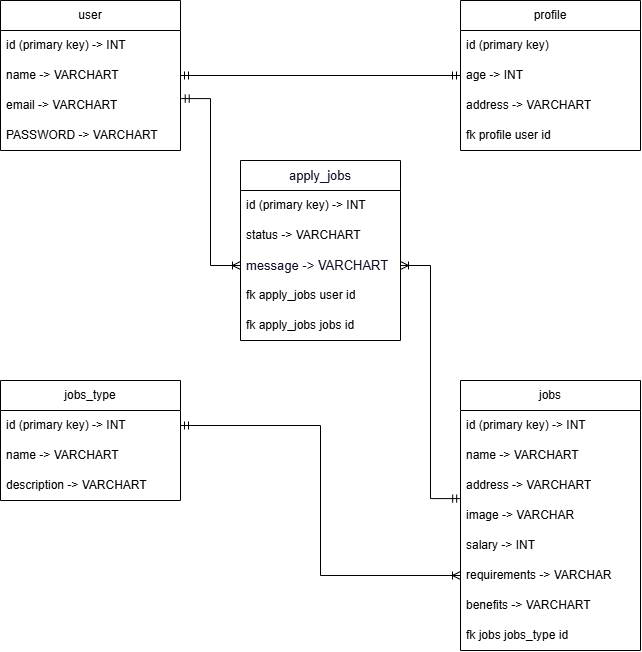 user
id (primary key) -> INT
name -> VARCHART
email -> VARCHART
PASSWORD -> VARCHART
profile
id (primary key)
age -> INT
address -> VARCHART
fk profile user id
apply_jobs
id (primary key) -> INT
status -> VARCHART
message -> VARCHART
fk apply_jobs user id
fk apply_jobs jobs id
jobs_type
id (primary key) -> INT
name -> VARCHART
description -> VARCHART
jobs
id (primary key) -> INT
name -> VARCHART
address -> VARCHART
image -> VARCHAR
salary -> INT
requirements -> VARCHAR
benefits -> VARCHART
fk jobs jobs_type id